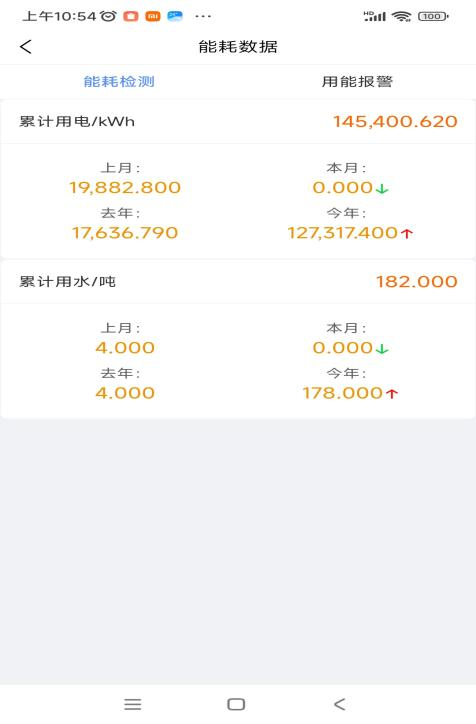 上午10:54 ··· HD 100
能耗数据
能耗检测 用能报警
累计用电/kWh 145,400.620
上月: 本月:
19,882.800 0.000↓
去年: 今年:
17,636.790 127,317.400↑
累计用水/吨 182.000
上月: 本月:
4.000 0.000↓
去年: 今年:
4.000 178.000↑